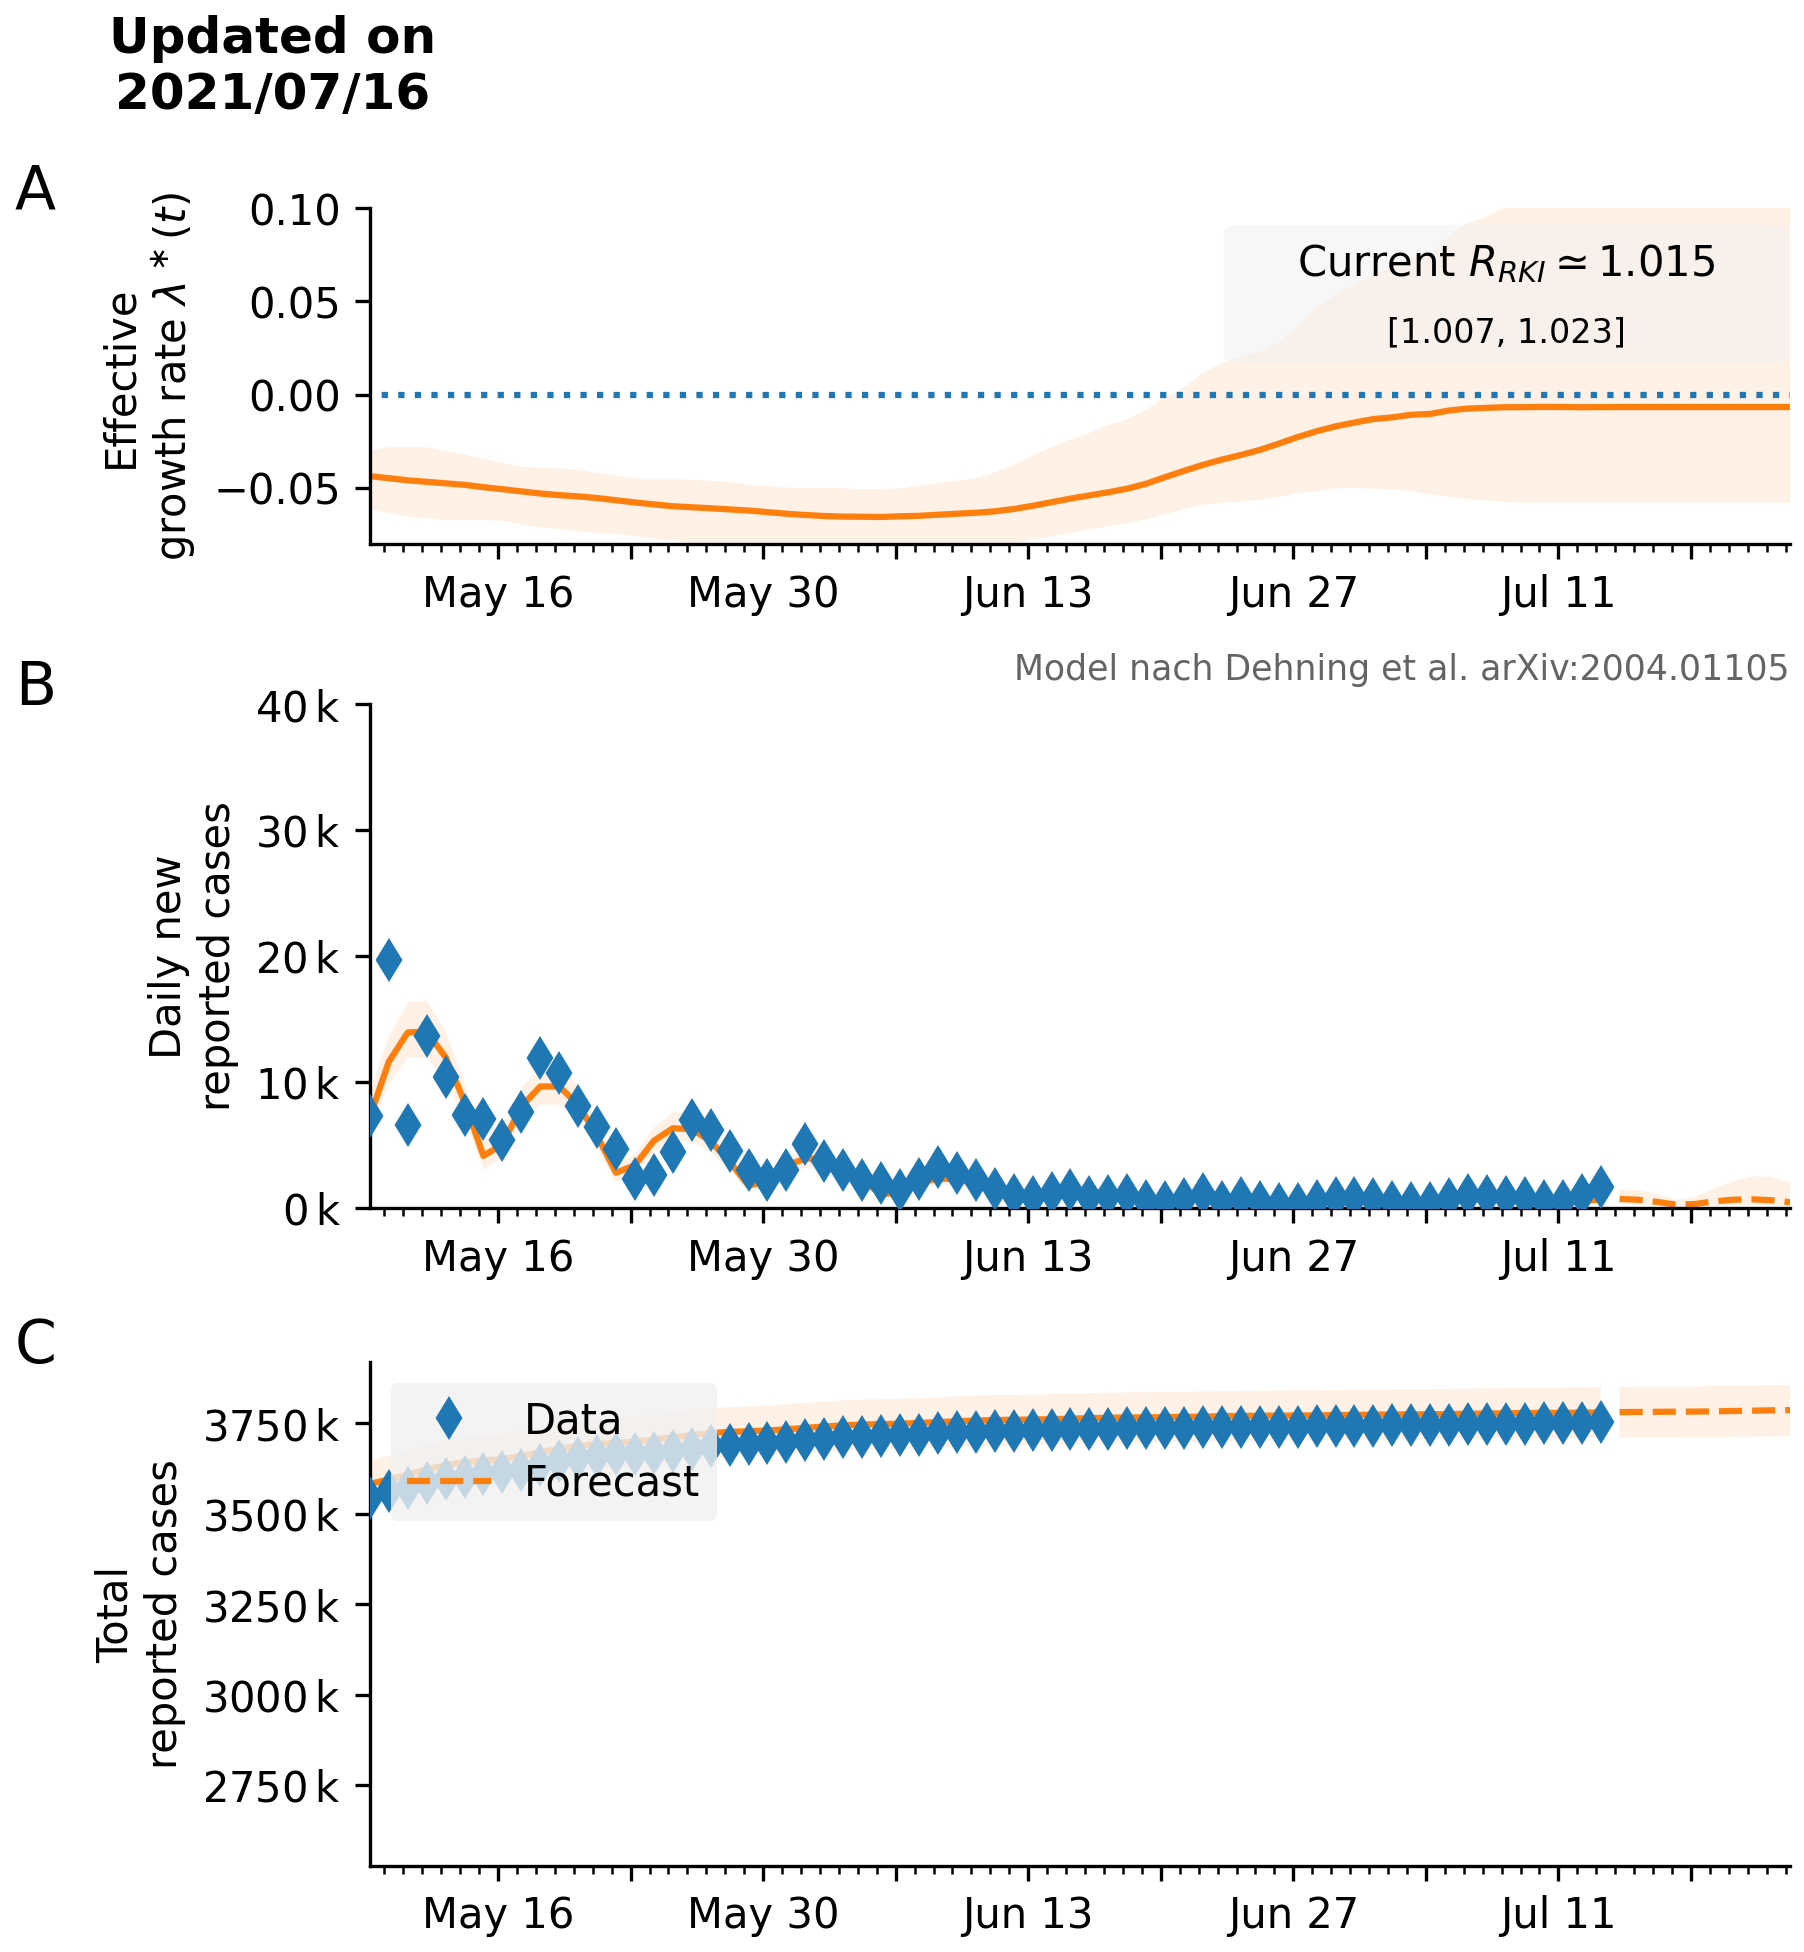 Updated on
2021/07/16
A
Effective
growth rate λ * (t)
0.10
0.05
0.00
−0.05
Current R_RKI ≃ 1.015
[1.007, 1.023]
May 16 May 30 Jun 13 Jun 27 Jul 11
Model nach Dehning et al. arXiv:2004.01105
B
Daily new
reported cases
40 k
30 k
20 k
10 k
0 k
May 16 May 30 Jun 13 Jun 27 Jul 11
C
Total
reported cases
3750 k
3500 k
3250 k
3000 k
2750 k
Data
Forecast
May 16 May 30 Jun 13 Jun 27 Jul 11